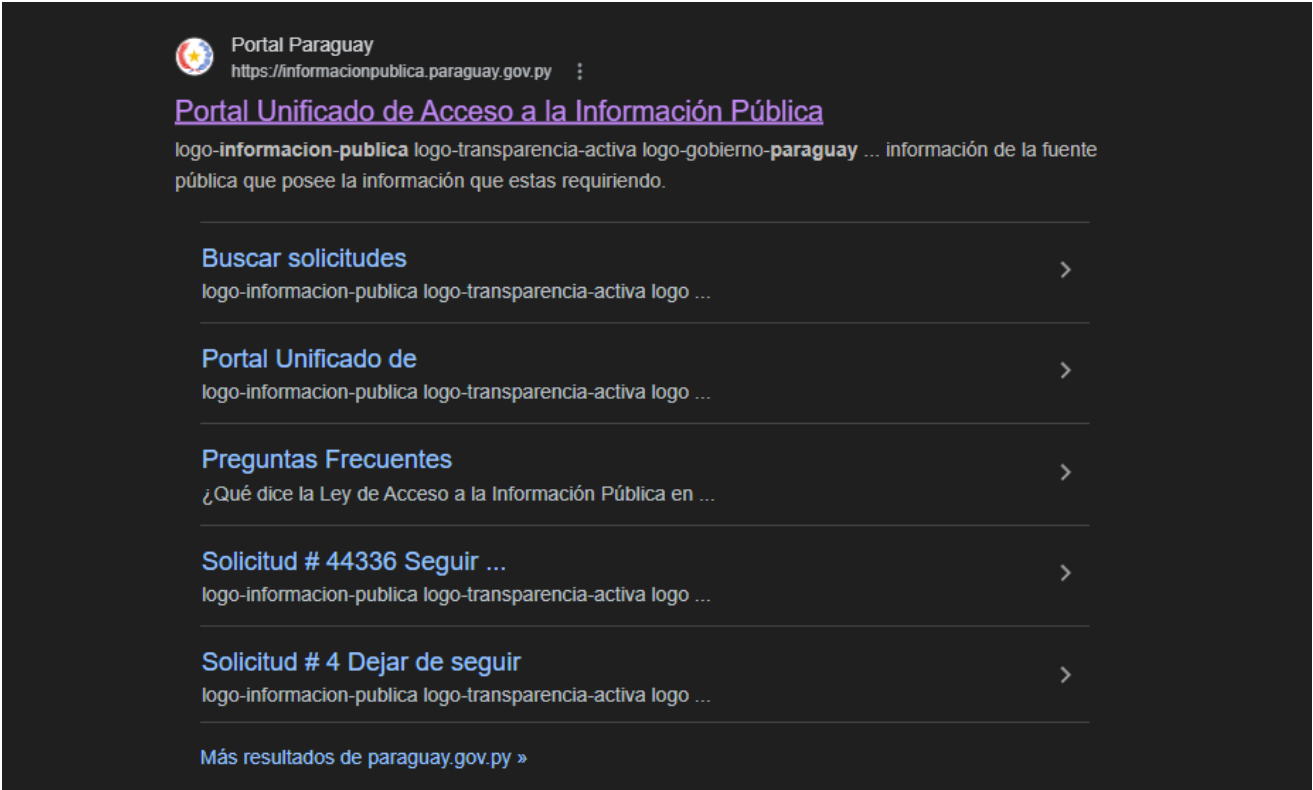 Portal Paraguay
https://informacionpublica.paraguay.gov.py
Portal Unificado de Acceso a la Información Pública
logo-informacion-publica logo-transparencia-activa logo-gobierno-paraguay ... información de la fuente
pública que posee la información que estas requiriendo.
Buscar solicitudes
logo-informacion-publica logo-transparencia-activa logo ...
Portal Unificado de
logo-informacion-publica logo-transparencia-activa logo ...
Preguntas Frecuentes
¿Qué dice la Ley de Acceso a la Información Pública en ...
Solicitud # 44336 Seguir ...
logo-informacion-publica logo-transparencia-activa logo ...
Solicitud # 4 Dejar de seguir
logo-informacion-publica logo-transparencia-activa logo ...
Más resultados de paraguay.gov.py »